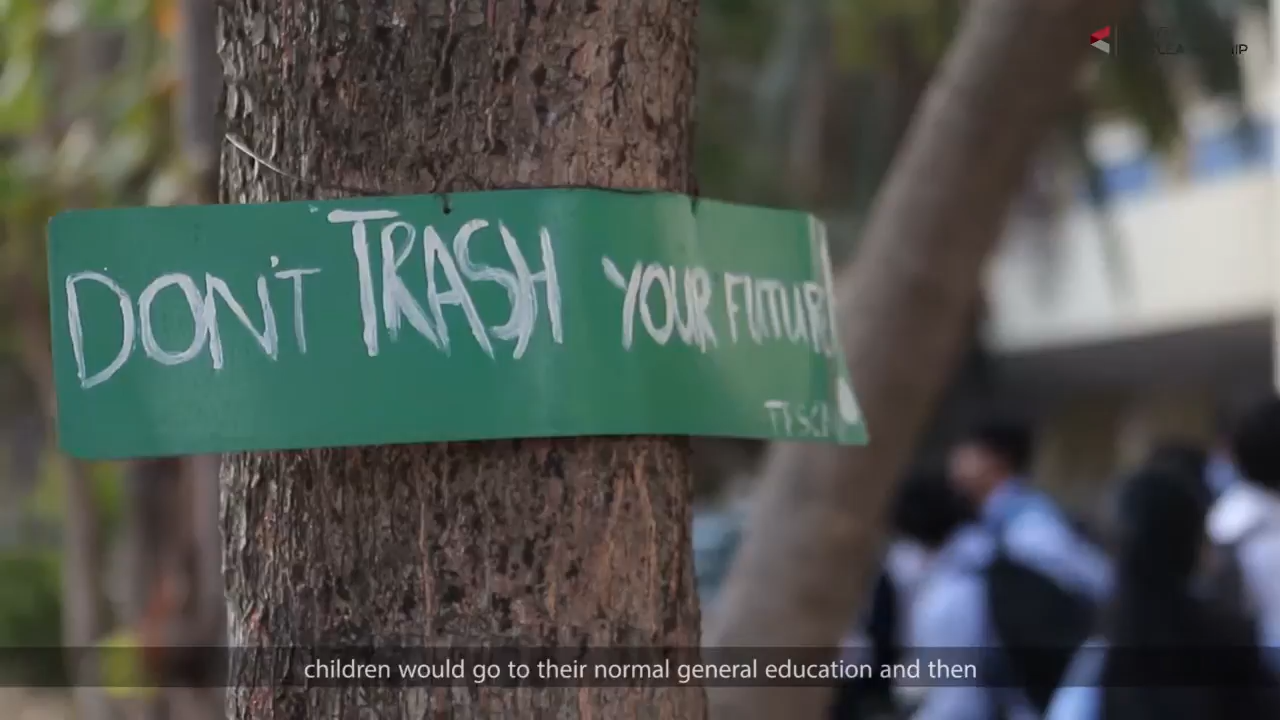 DON'T TRASH YOUR FUTURE
children would go to their normal general education and then